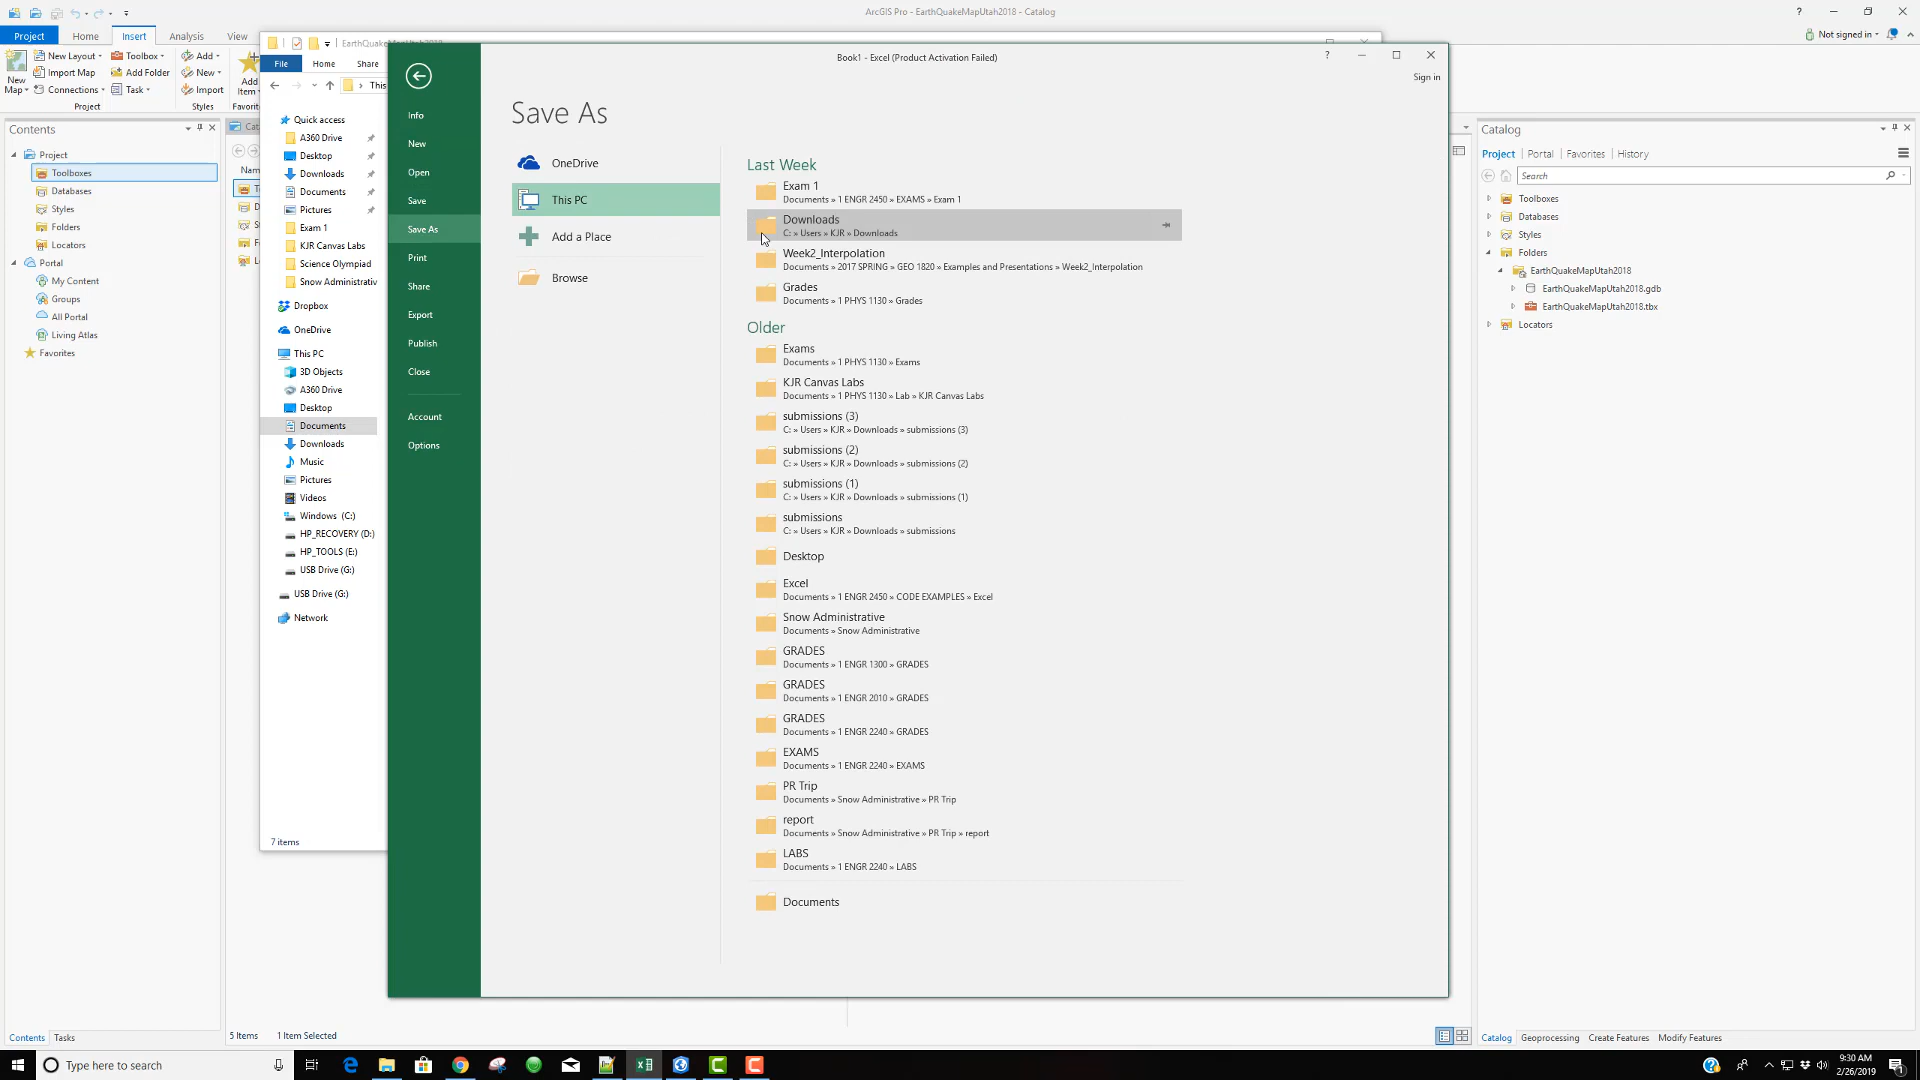 ArcGIS Pro - EarthQuakeMapUtah2018 - Catalog
Project
Home
Insert
Analysis
View
Not signed in
New Map
New Layout
Import Map
Connections
Toolbox
Add Folder
Task
Project
Add
New
Import
Styles
Add Item
Favorit
EarthQuakeMapUtah2018
File
Home
Share
This
Contents
Project
Toolboxes
Databases
Styles
Folders
Locators
Portal
My Content
Groups
All Portal
Living Atlas
Favorites
Contents
Tasks
Quick access
A360 Drive
Desktop
Downloads
Documents
Pictures
Exam 1
KJR Canvas Labs
Science Olympiad
Snow Administrativ
Dropbox
OneDrive
This PC
3D Objects
A360 Drive
Desktop
Documents
Downloads
Music
Pictures
Videos
Windows (C:)
HP_RECOVERY (D:)
HP_TOOLS (E:)
USB Drive (G:)
USB Drive (G:)
Network
7 items
5 Items
1 Item Selected
Book1 - Excel (Product Activation Failed)
?
Sign in
Info
New
Open
Save
Save As
Print
Share
Export
Publish
Close
Account
Options
Save As
OneDrive
This PC
Add a Place
Browse
Last Week
Exam 1
Documents » 1 ENGR 2450 » EXAMS » Exam 1
Downloads
C: » Users » KJR » Downloads
Week2_Interpolation
Documents » 2017 SPRING » GEO 1820 » Examples and Presentations » Week2_Interpolation
Grades
Documents » 1 PHYS 1130 » Grades
Older
Exams
Documents » 1 PHYS 1130 » Exams
KJR Canvas Labs
Documents » 1 PHYS 1130 » Lab » KJR Canvas Labs
submissions (3)
C: » Users » KJR » Downloads » submissions (3)
submissions (2)
C: » Users » KJR » Downloads » submissions (2)
submissions (1)
C: » Users » KJR » Downloads » submissions (1)
submissions
C: » Users » KJR » Downloads » submissions
Desktop
Excel
Documents » 1 ENGR 2450 » CODE EXAMPLES » Excel
Snow Administrative
Documents » Snow Administrative
GRADES
Documents » 1 ENGR 1300 » GRADES
GRADES
Documents » 1 ENGR 2010 » GRADES
GRADES
Documents » 1 ENGR 2240 » GRADES
EXAMS
Documents » 1 ENGR 2240 » EXAMS
PR Trip
Documents » Snow Administrative » PR Trip
report
Documents » Snow Administrative » PR Trip » report
LABS
Documents » 1 ENGR 2240 » LABS
Documents
Catalog
Project
Portal
Favorites
History
Search
Toolboxes
Databases
Styles
Folders
EarthQuakeMapUtah2018
EarthQuakeMapUtah2018.gdb
EarthQuakeMapUtah2018.tbx
Locators
Catalog
Geoprocessing
Create Features
Modify Features
Type here to search
9:30 AM
2/26/2019